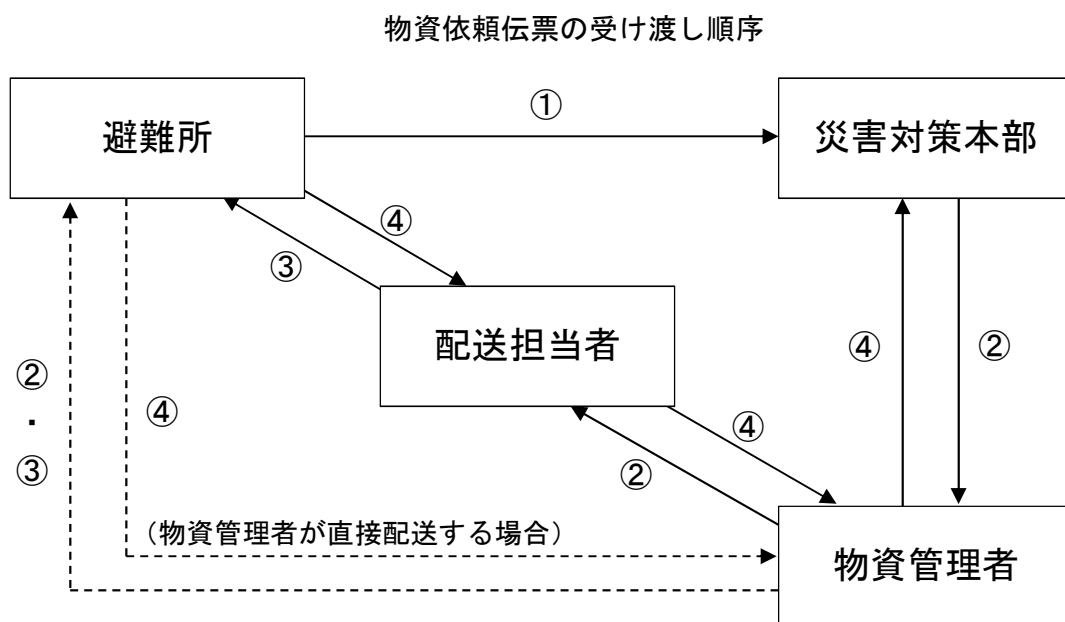 物資依頼伝票の受け渡し順序
①
避難所
災害対策本部
④
③
配送担当者
④
②
②
・
③
④
④
②
（物資管理者が直接配送する場合）
物資管理者